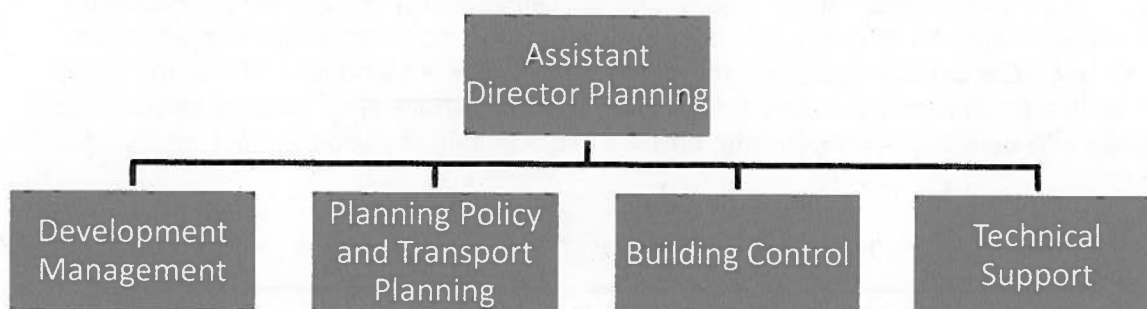 Assistant
Director Planning
Development
Management
Planning Policy
and Transport
Planning
Building Control
Technical
Support